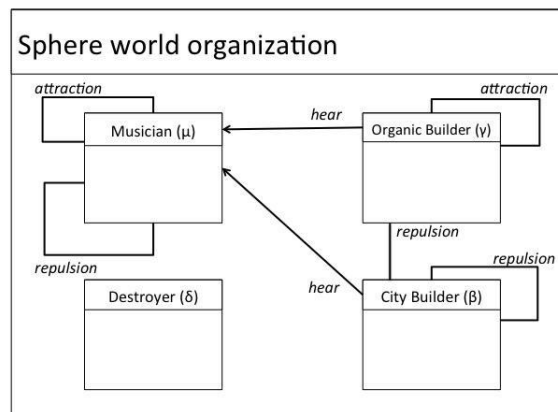 Sphere world organization
attraction
attraction
hear
Musician (μ)
Organic Builder (γ)
repulsion
repulsion
repulsion
Destroyer (δ)
hear
City Builder (β)